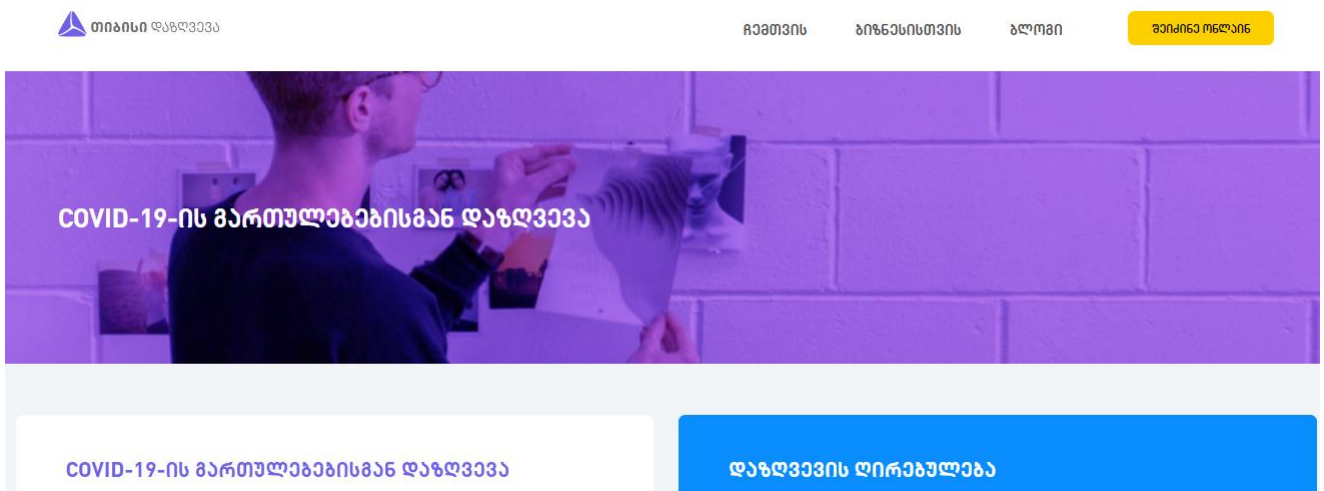 თიბისი დაზღვევა
ჩემთვის ბიზნესისთვის ბლოგი შეიძინე ონლაინ
COVID-19-ის გართულებებისგან დაზღვევა
COVID-19-ის გართულებებისგან დაზღვევა
დაზღვევის ღირებულება